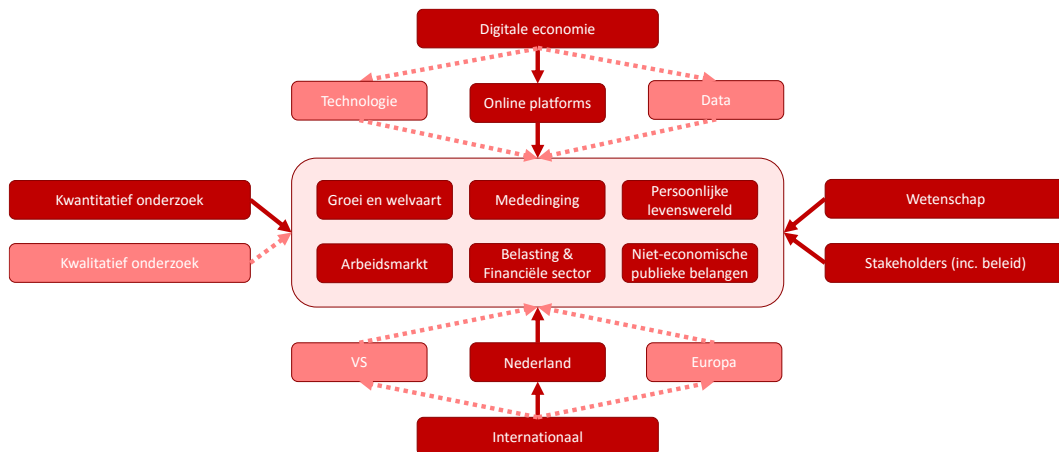 Digitale economie
Technologie
Online platforms
Data
Kwantitatief onderzoek
Groei en welvaart
Mededinging
Persoonlijke
levenswereld
Wetenschap
Kwalitatief onderzoek
Arbeidsmarkt
Belasting &
Financiële sector
Niet-economische
publieke belangen
Stakeholders (inc. beleid)
VS
Nederland
Europa
Internationaal